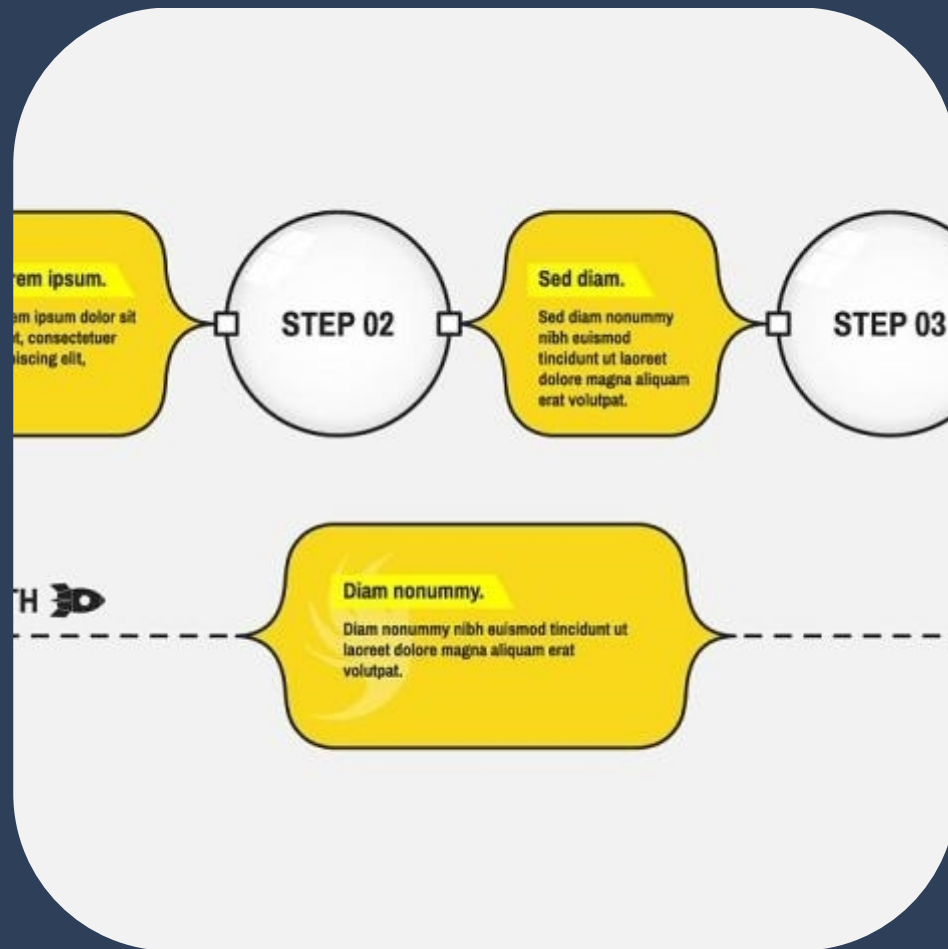 rem ipsum.
em ipsum dolor sit
t, consectetuer
piscing elit,
STEP 02
Sed diam.
Sed diam nonummy
nibh euismod
tincidunt ut laoreet
dolore magna aliquam
erat volutpat.
STEP 03
TH
Diam nonummy.
Diam nonummy nibh euismod tincidunt ut
laoreet dolore magna aliquam erat
volutpat.